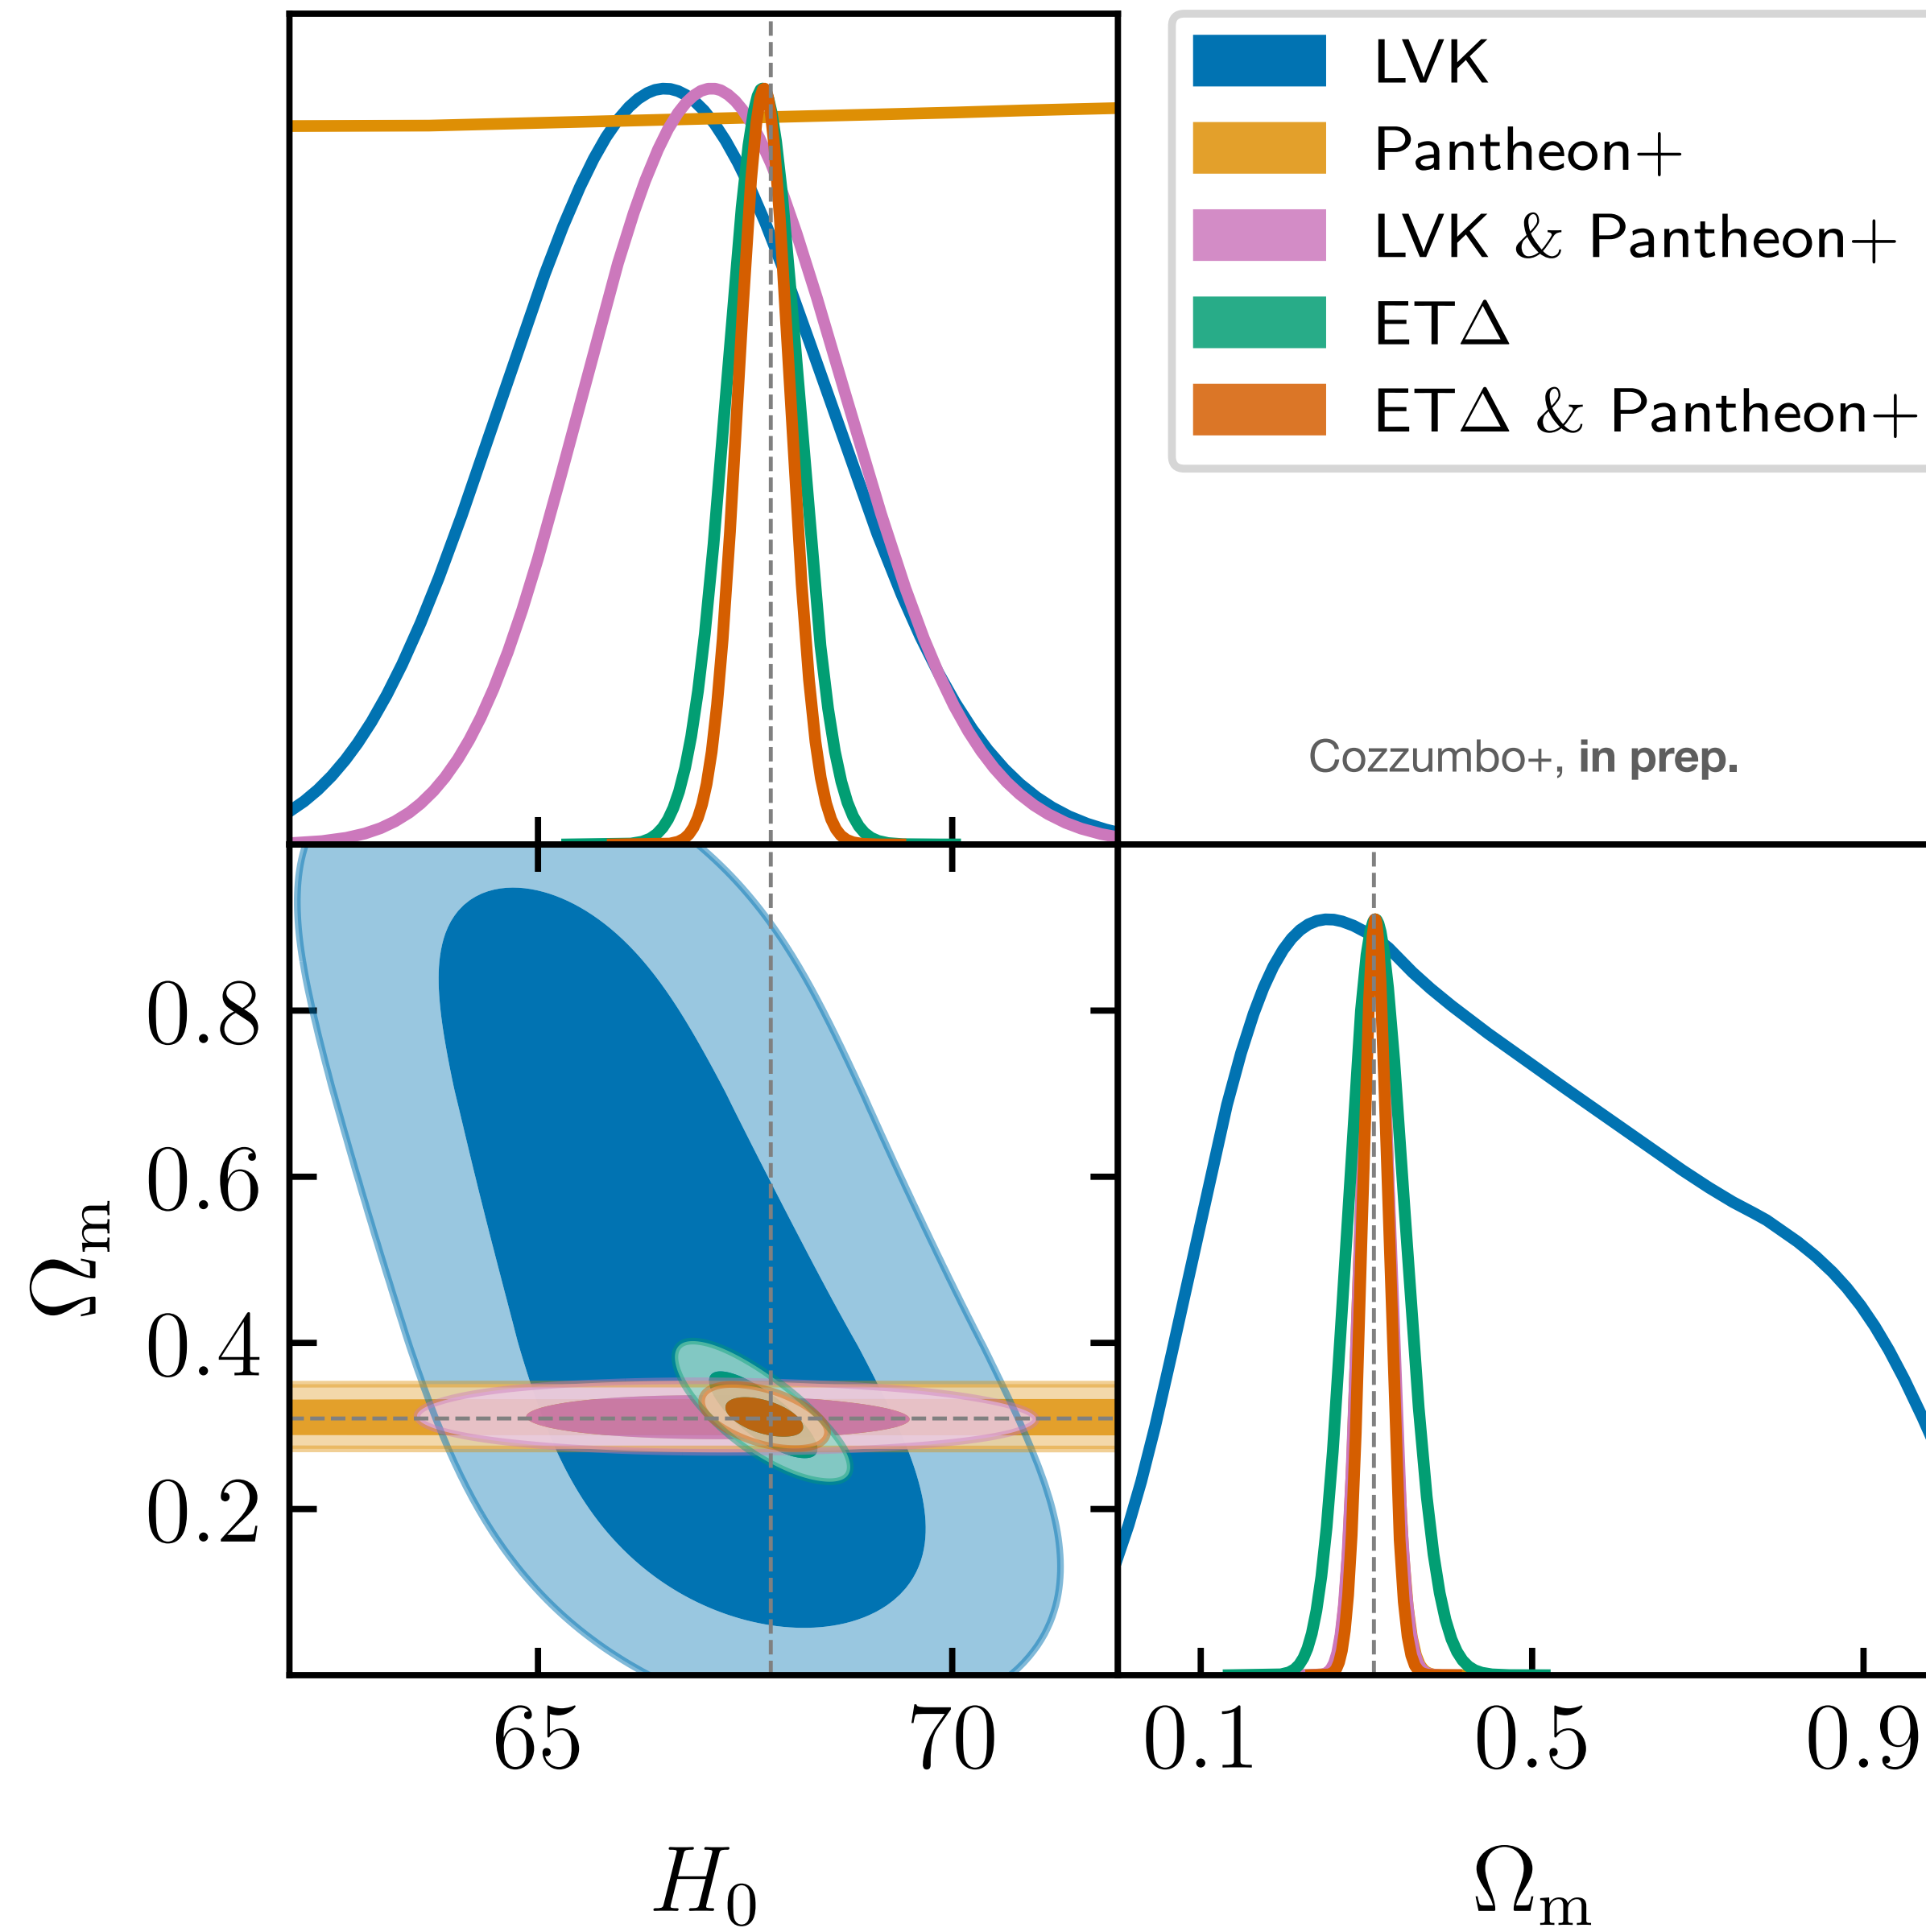 LVK
Pantheon+
LVK & Pantheon+
ETΔ
ETΔ & Pantheon+
Cozzumbo+, in prep.
0.8
0.6
0.4
0.2
Ωm
65
70
0.1
0.5
0.9
H0
Ωm